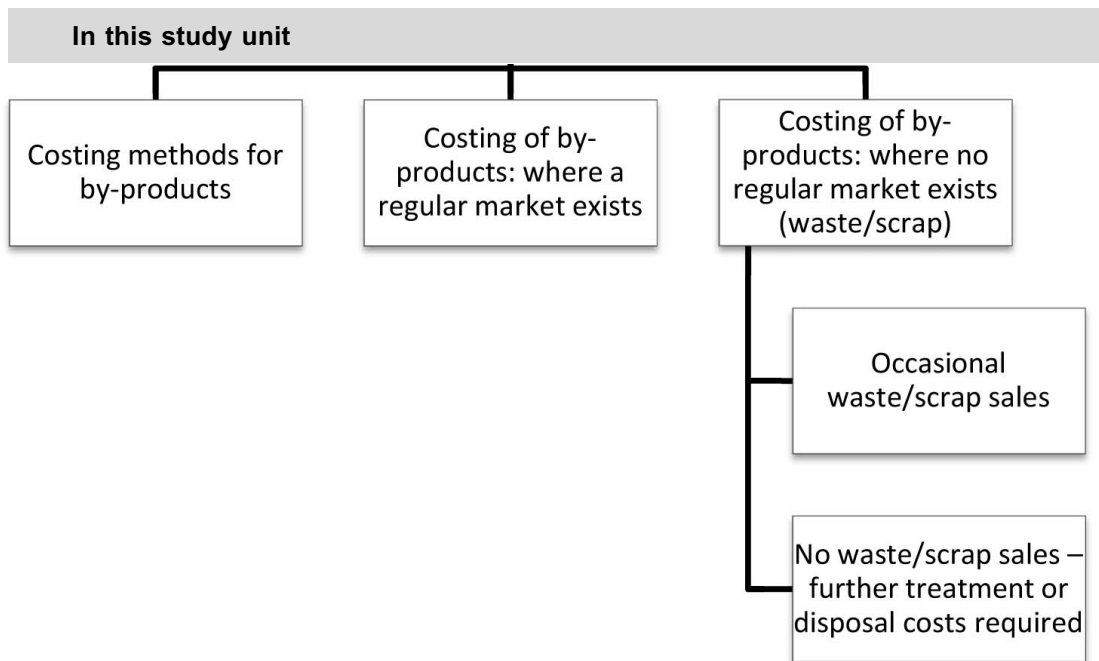 In this study unit
Costing methods for
by-products
Costing of by-
products: where a
regular market exists
Costing of by-
products: where no
regular market exists
(waste/scrap)
Occasional
waste/scrap sales
No waste/scrap sales –
further treatment or
disposal costs required